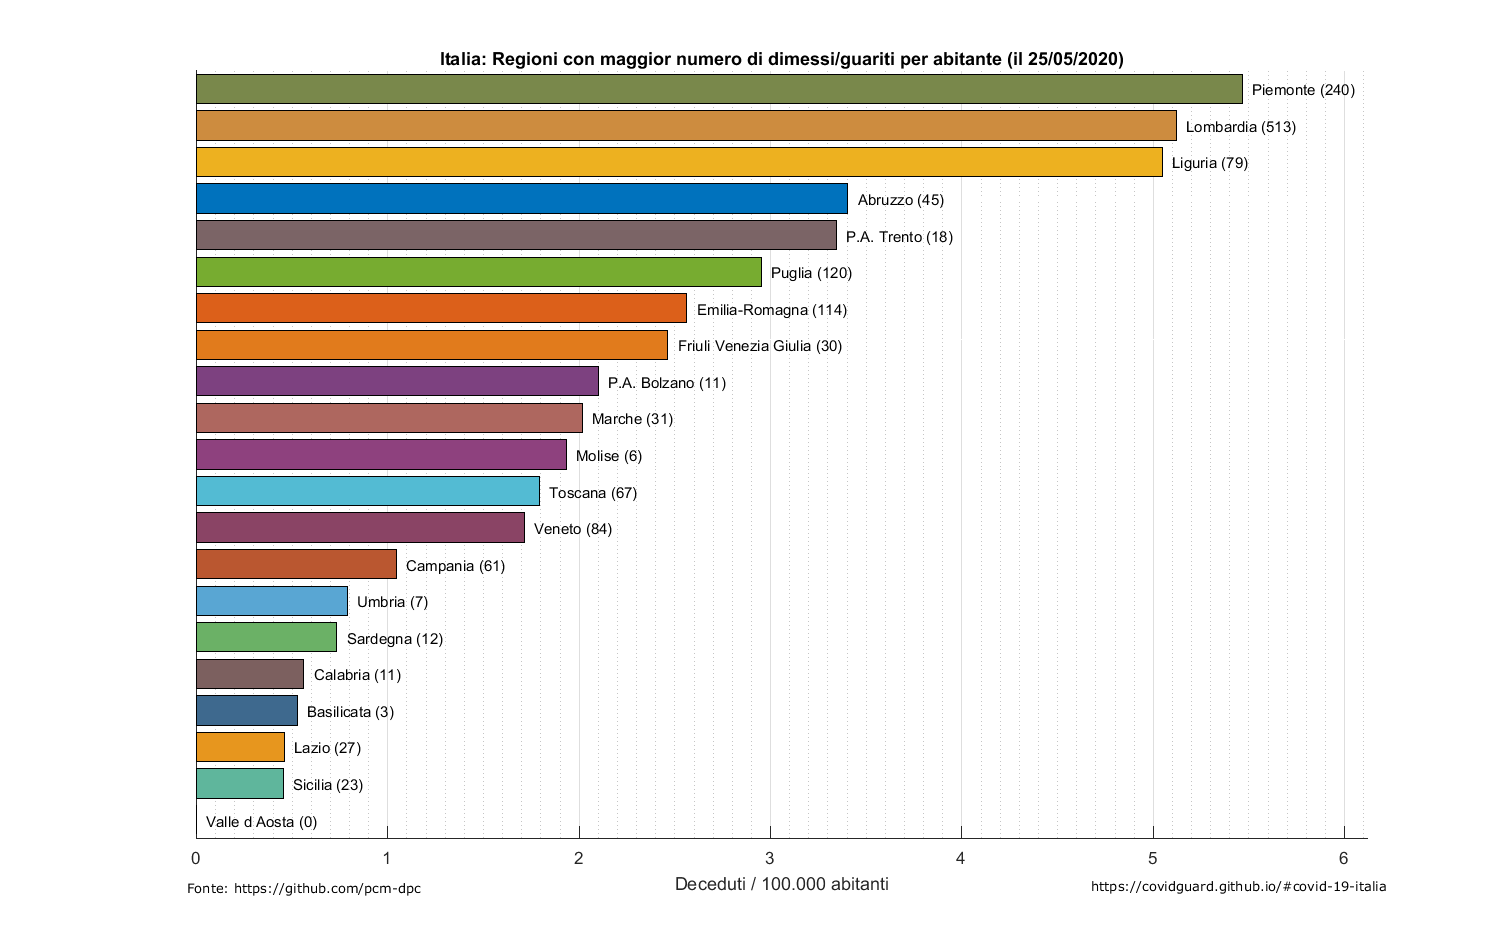 Italia: Regioni con maggior numero di dimessi/guariti per abitante (il 25/05/2020)
Piemonte (240)
Lombardia (513)
Liguria (79)
Abruzzo (45)
P.A. Trento (18)
Puglia (120)
Emilia-Romagna (114)
Friuli Venezia Giulia (30)
P.A. Bolzano (11)
Marche (31)
Molise (6)
Toscana (67)
Veneto (84)
Campania (61)
Umbria (7)
Sardegna (12)
Calabria (11)
Basilicata (3)
Lazio (27)
Sicilia (23)
Valle d Aosta (0)
0 1 2 3 4 5 6
Deceduti / 100.000 abitanti
Fonte: https://github.com/pcm-dpc
https://covidguard.github.io/#covid-19-italia